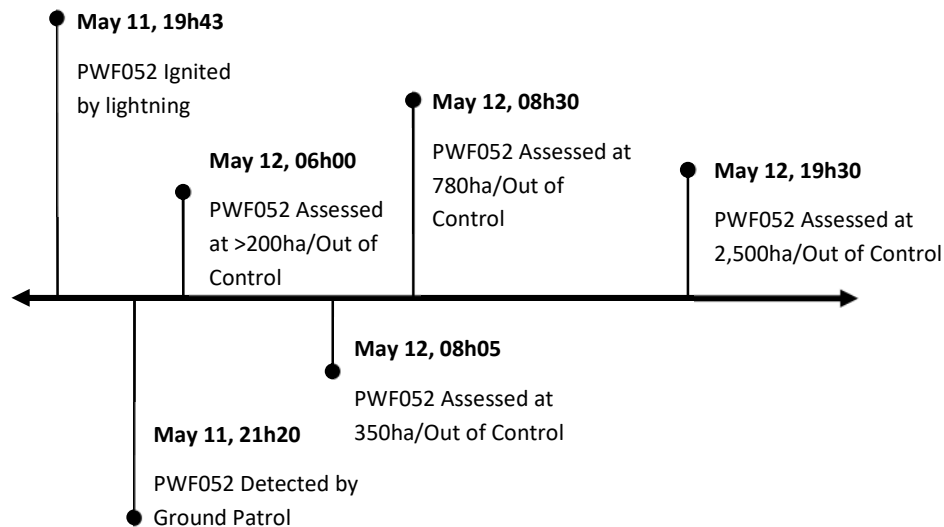 May 11, 19h43
PWF052 Ignited
by lightning
May 11, 21h20
PWF052 Detected by
Ground Patrol
May 12, 06h00
PWF052 Assessed
at >200ha/Out of
Control
May 12, 08h05
PWF052 Assessed at
350ha/Out of Control
May 12, 08h30
PWF052 Assessed at
780ha/Out of
Control
May 12, 19h30
PWF052 Assessed at
2,500ha/Out of Control